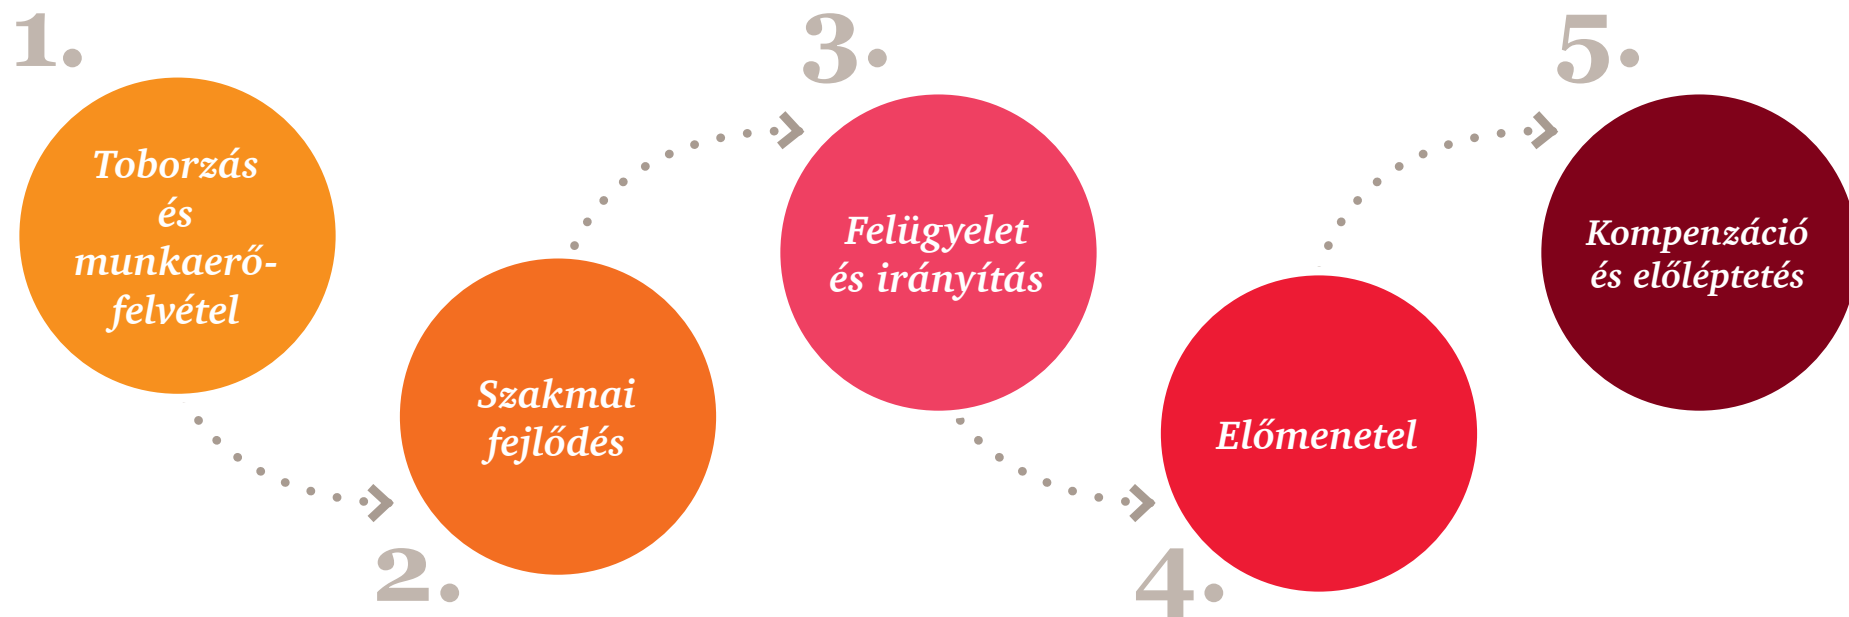 1.
Toborzás
és
munkaerő-
felvétel
2.
Szakmai
fejlődés
3.
Felügyelet
és irányítás
4.
Előmenetel
5.
Kompenzáció
és előléptetés